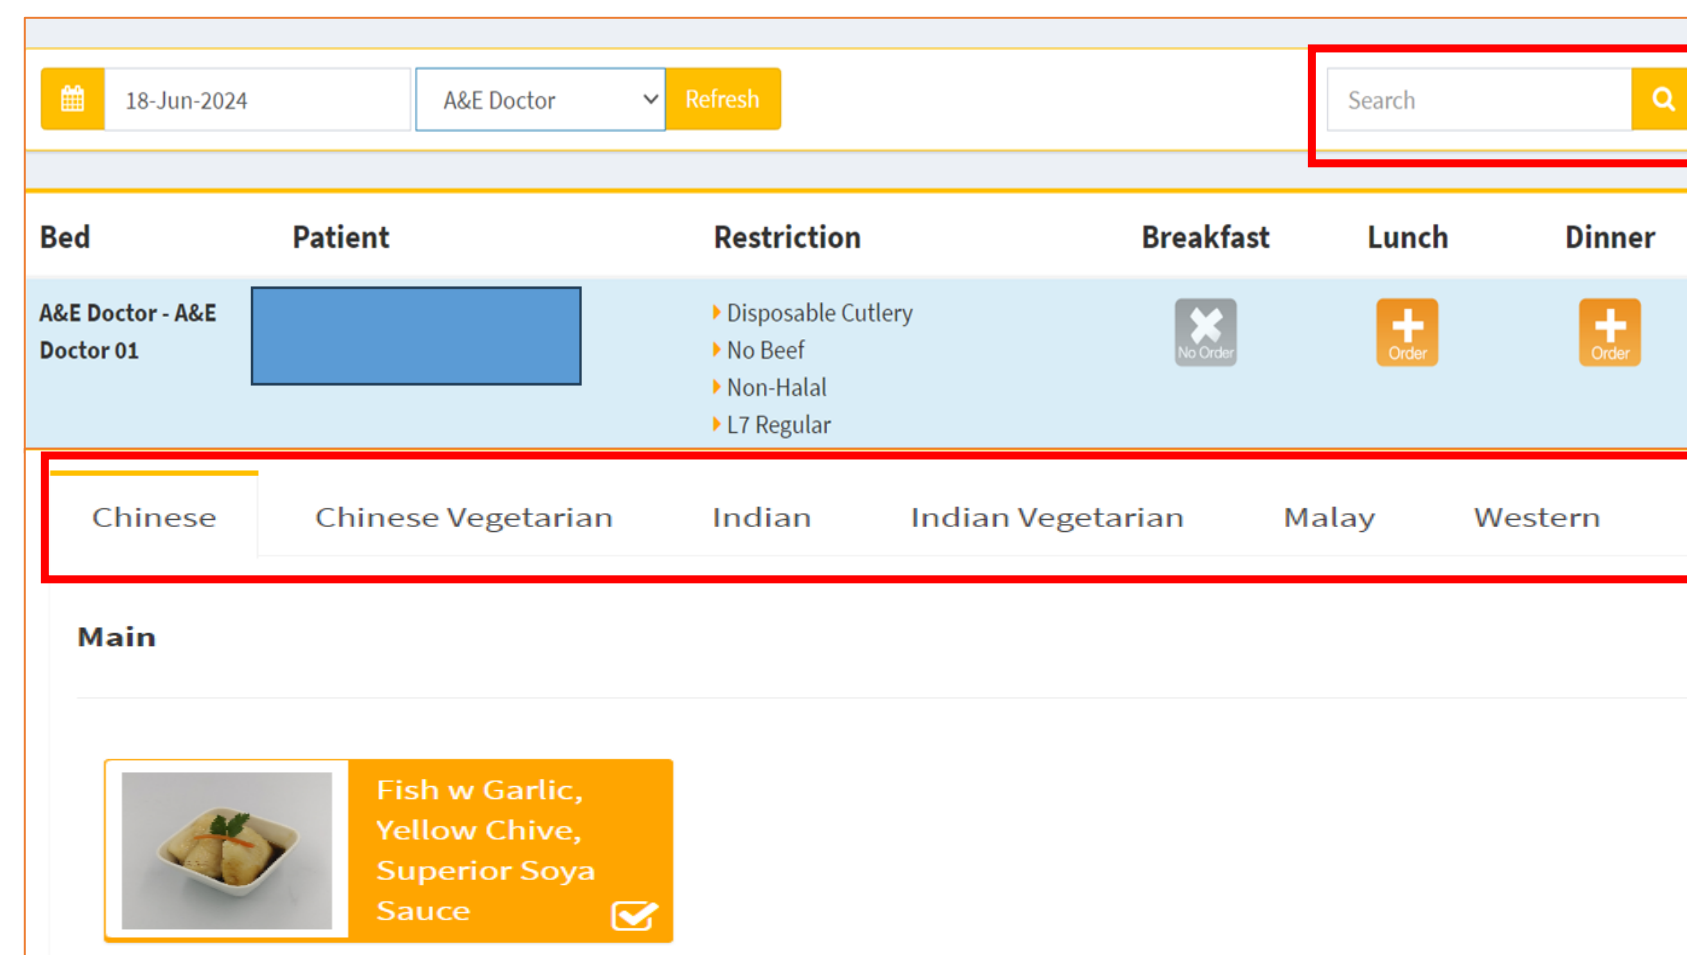 18-Jun-2024 A&E Doctor Refresh Search
Bed Patient Restriction Breakfast Lunch Dinner
A&E Doctor - A&E
Doctor 01
Disposable Cutlery
No Beef
Non-Halal
L7 Regular
No Order
Order
Order
Chinese Chinese Vegetarian Indian Indian Vegetarian Malay Western
Main
Fish w Garlic,
Yellow Chive,
Superior Soya
Sauce